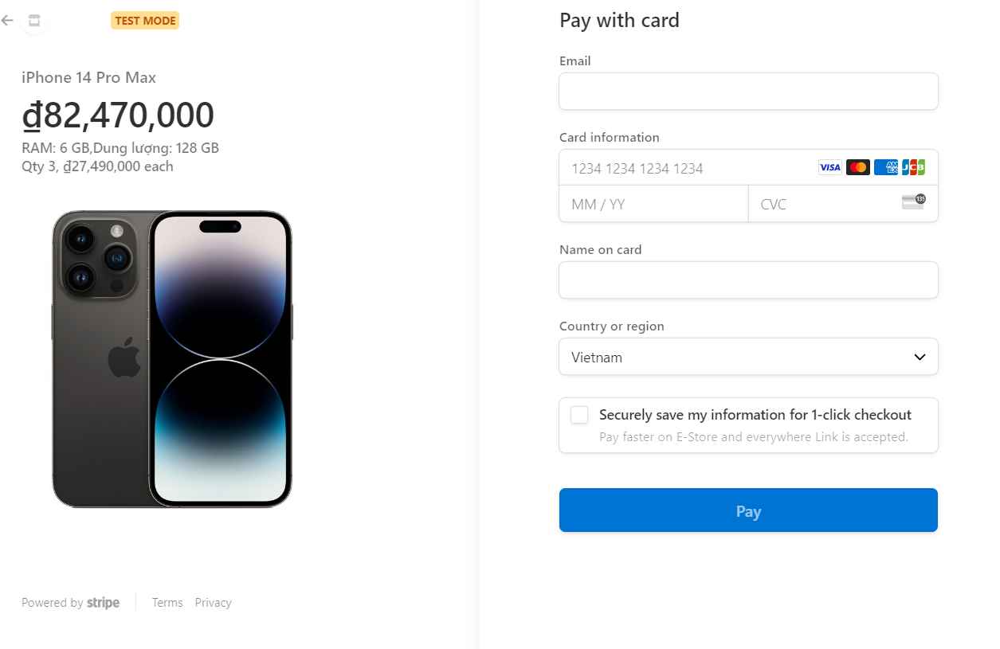 TEST MODE
iPhone 14 Pro Max
₫82,470,000
RAM: 6 GB,Dung lượng: 128 GB
Qty 3, ₫27,490,000 each
Powered by stripe
Terms Privacy
Pay with card
Email
Card information
1234 1234 1234 1234
VISA
AM EX
JCB
MM / YY
CVC
135
Name on card
Country or region
Vietnam
Securely save my information for 1-click checkout
Pay faster on E-Store and everywhere Link is accepted.
Pay